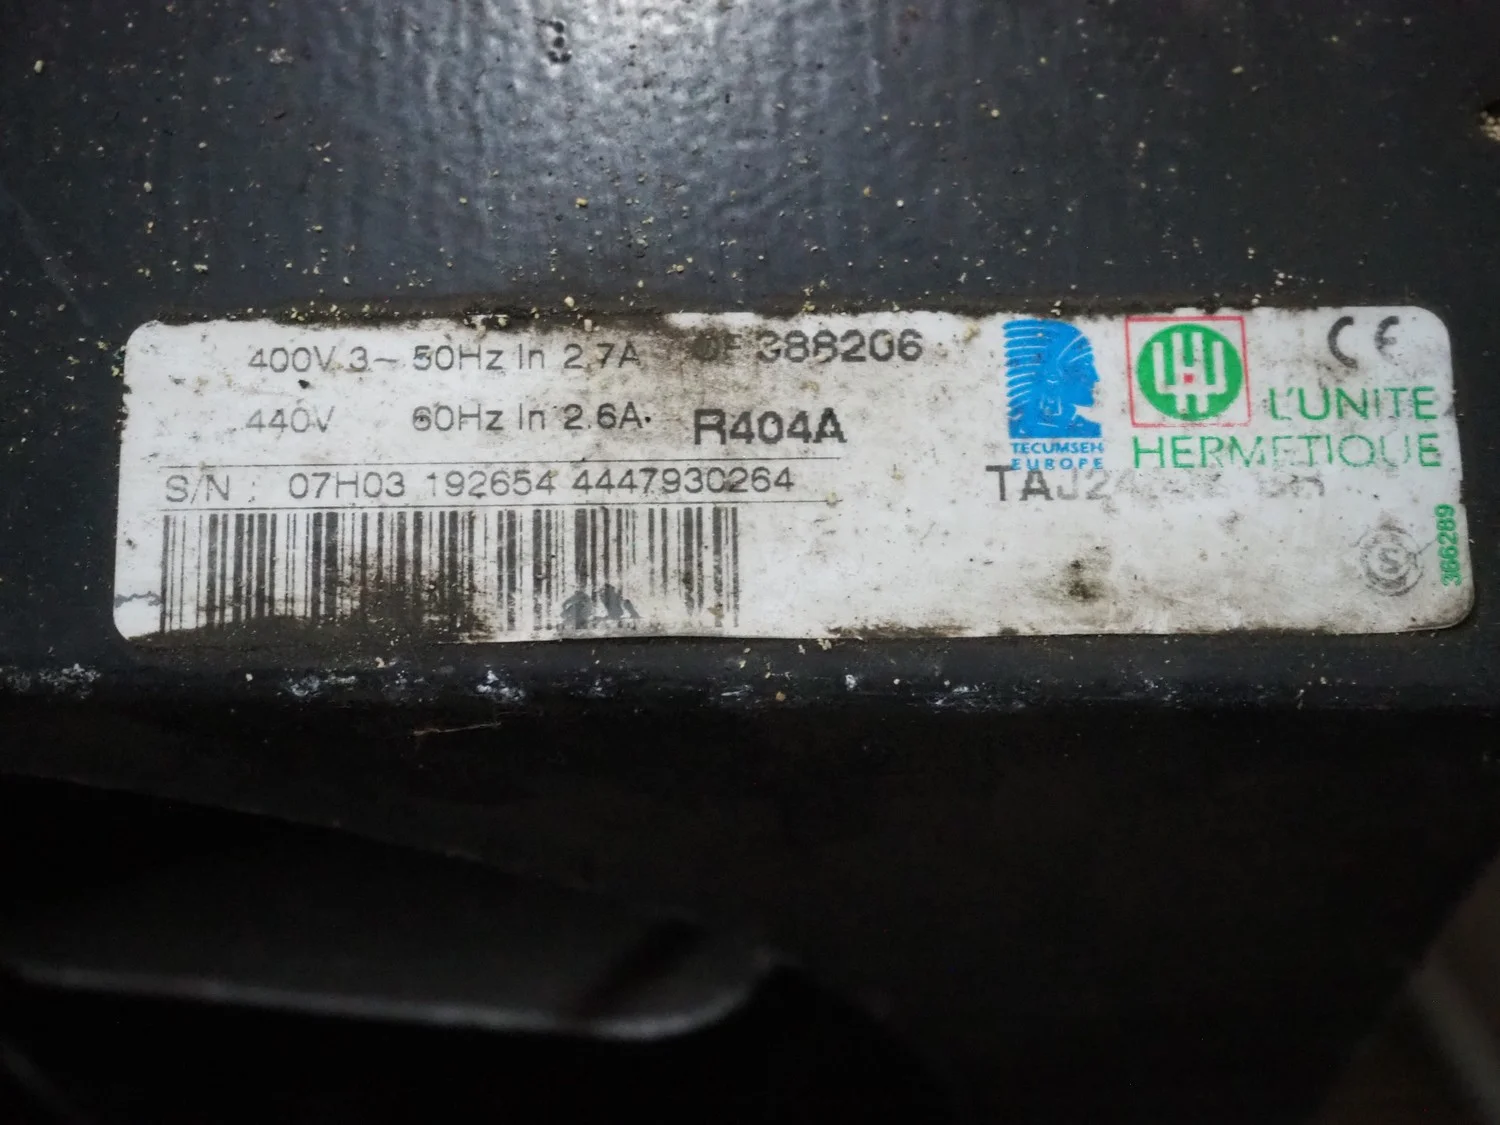 400V 3~ 50Hz In 2.7A 388206
440V 60Hz In 2.6A R404A
S/N : 07H03 192654 4447930264
TECUMSEH
EUROPE
L'UNITE
HERMETIQUE
CE
S
366289